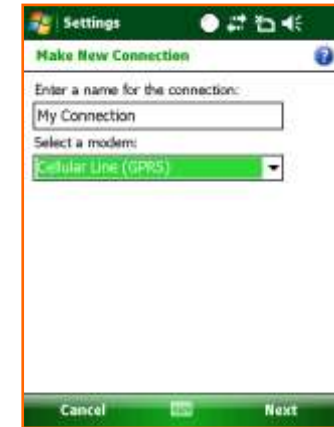 Settings
Make New Connection
Enter a name for the connection:
My Connection
Select a modem:
Cellular Line (GPRS)
Cancel Next